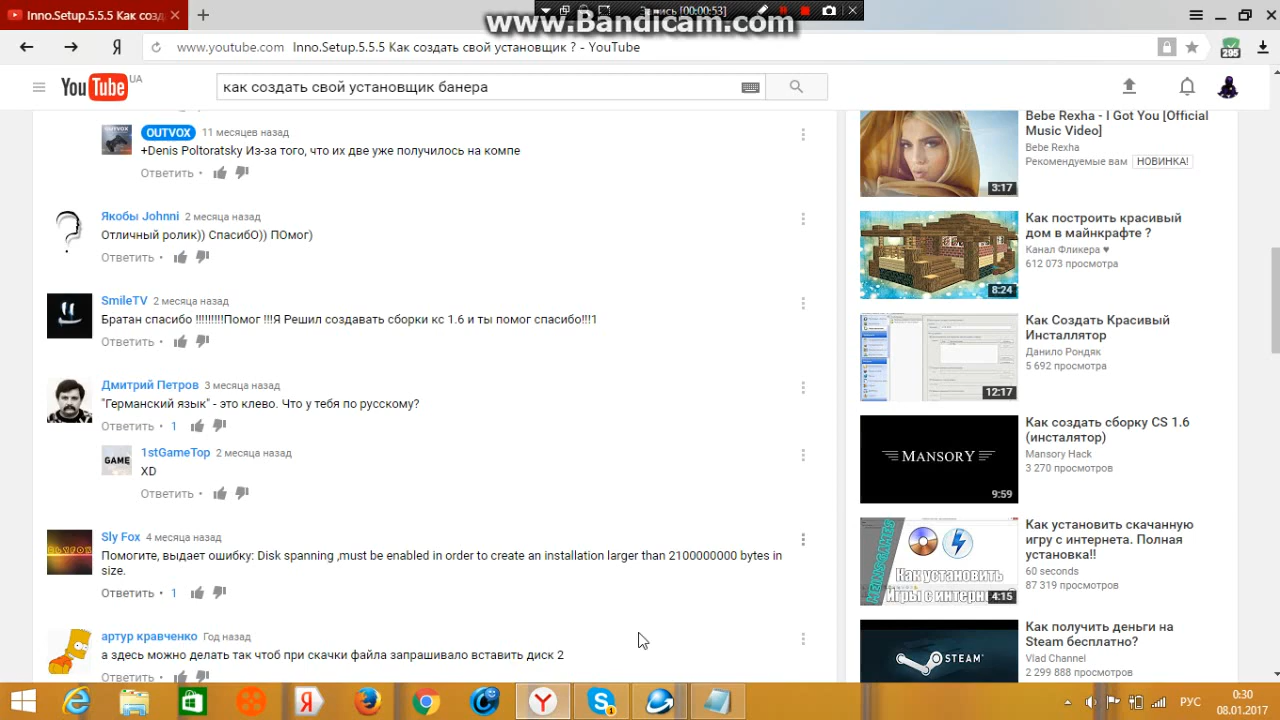 Inno.Setup.5.5.5 Как созд
Запись [00:00:53]
www.Bandicam.com
www.youtube.com Inno.Setup.5.5.5 Как создать свой установщик ? - YouTube
295
YouTube UA
как создать свой установщик банера
OUTVOX 11 месяцев назад
+Denis Poltoratsky Из-за того, что их две уже получилось на компе
Ответить
Якобы Johnni 2 месяца назад
Отличный ролик)) СпасибО)) ПОмог)
Ответить
SmileTV 2 месяца назад
Братан спасибо !!!!!!!!!Помог !!!Я Решил создавать сборки кс 1.6 и ты помог спасибо!!!1
Ответить
Дмитрий Петров 3 месяца назад
"Германский язык" - это клево. Что у тебя по русскому?
Ответить 1
GAME
1stGameTop 2 месяца назад
XD
Ответить
SLYFOX
Sly Fox 4 месяца назад
Помогите, выдает ошибку: Disk spanning ,must be enabled in order to create an installation larger than 2100000000 bytes in
size.
Ответить 1
артур кравченко Год назад
а здесь можно делать так чтоб при скачки файла запрашивало вставить диск 2
Ответить
Bebe Rexha - I Got You [Official
Music Video]
Bebe Rexha
Рекомендуемые вам НОВИНКА!
3:17
Как построить красивый
дом в майнкрафте ?
Канал Фликера ♥
612 073 просмотра
8:24
Как Создать Красивый
Инсталлятор
Данило Рондяк
5 692 просмотра
12:17
Как создать сборку CS 1.6
(инсталятор)
Mansory Hack
3 270 просмотров
MANSORY
9:59
Как установить скачанную
игру с интернета. Полная
установка!!
60 seconds
87 319 просмотров
Как установить
Игры с интерн
4:15
Как получить деньги на
Steam бесплатно?
Vlad Channel
2 299 888 просмотров
STEAM
РУС
0:30
08.01.2017